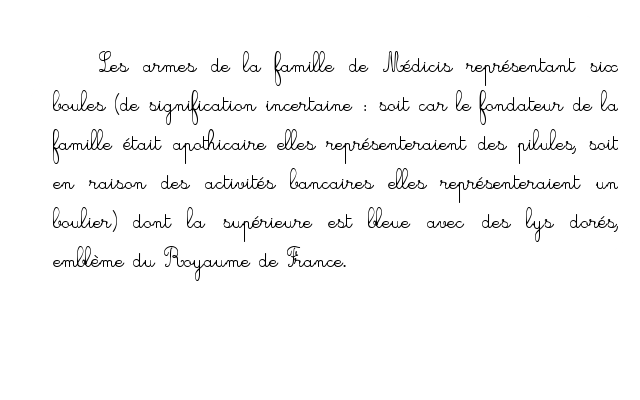 Les armes de la famille de Médicis représentant six
boules (de signification incertaine : soit car le fondateur de la
famille était apothicaire elles représenteraient des pilules, soit
en raison des activités bancaires elles représenteraient un
boulier) dont la supérieure est bleue avec des lys dorés,
emblème du Royaume de France.